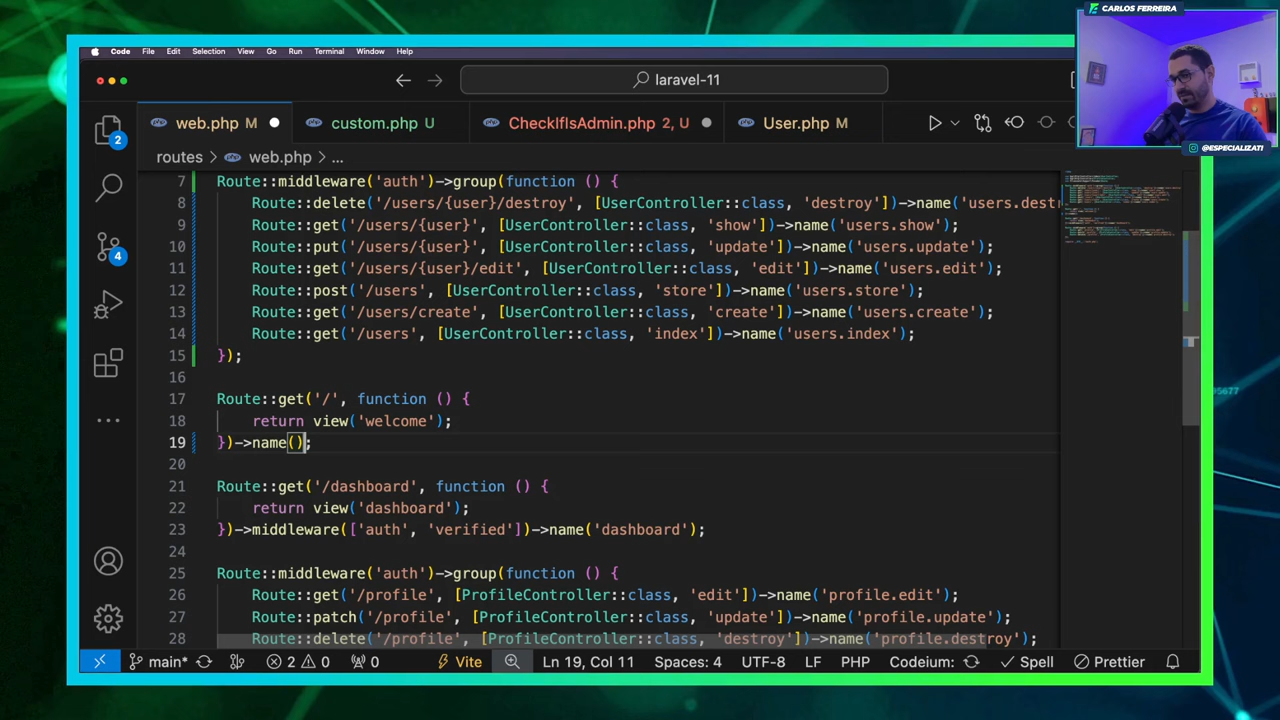 CARLOS FERREIRA
Code File Edit Selection View Go Run Terminal Window Help
laravel-11
web.php M custom.php U CheckIfIsAdmin.php 2, U User.php M
routes > web.php > ...
7 Route::middleware('auth')->group(function () {
8 Route::delete('/users/{user}/destroy', [UserController::class, 'destroy'])->name('users.destr
9 Route::get('/users/{user}', [UserController::class, 'show'])->name('users.show');
10 Route::put('/users/{user}', [UserController::class, 'update'])->name('users.update');
11 Route::get('/users/{user}/edit', [UserController::class, 'edit'])->name('users.edit');
12 Route::post('/users', [UserController::class, 'store'])->name('users.store');
13 Route::get('/users/create', [UserController::class, 'create'])->name('users.create');
14 Route::get('/users', [UserController::class, 'index'])->name('users.index');
15 });
16
17 Route::get('/', function () {
18 return view('welcome');
19 })->name();
20
21 Route::get('/dashboard', function () {
22 return view('dashboard');
23 })->middleware(['auth', 'verified'])->name('dashboard');
24
25 Route::middleware('auth')->group(function () {
26 Route::get('/profile', [ProfileController::class, 'edit'])->name('profile.edit');
27 Route::patch('/profile', [ProfileController::class, 'update'])->name('profile.update');
28 Route::delete('/profile', [ProfileController::class, 'destroy'])->name('profile.destroy');
2
4
@ESPECIALIZATI
main* 2 0 0 Vite Ln 19, Col 11 Spaces: 4 UTF-8 LF PHP Codeium: Spell Prettier